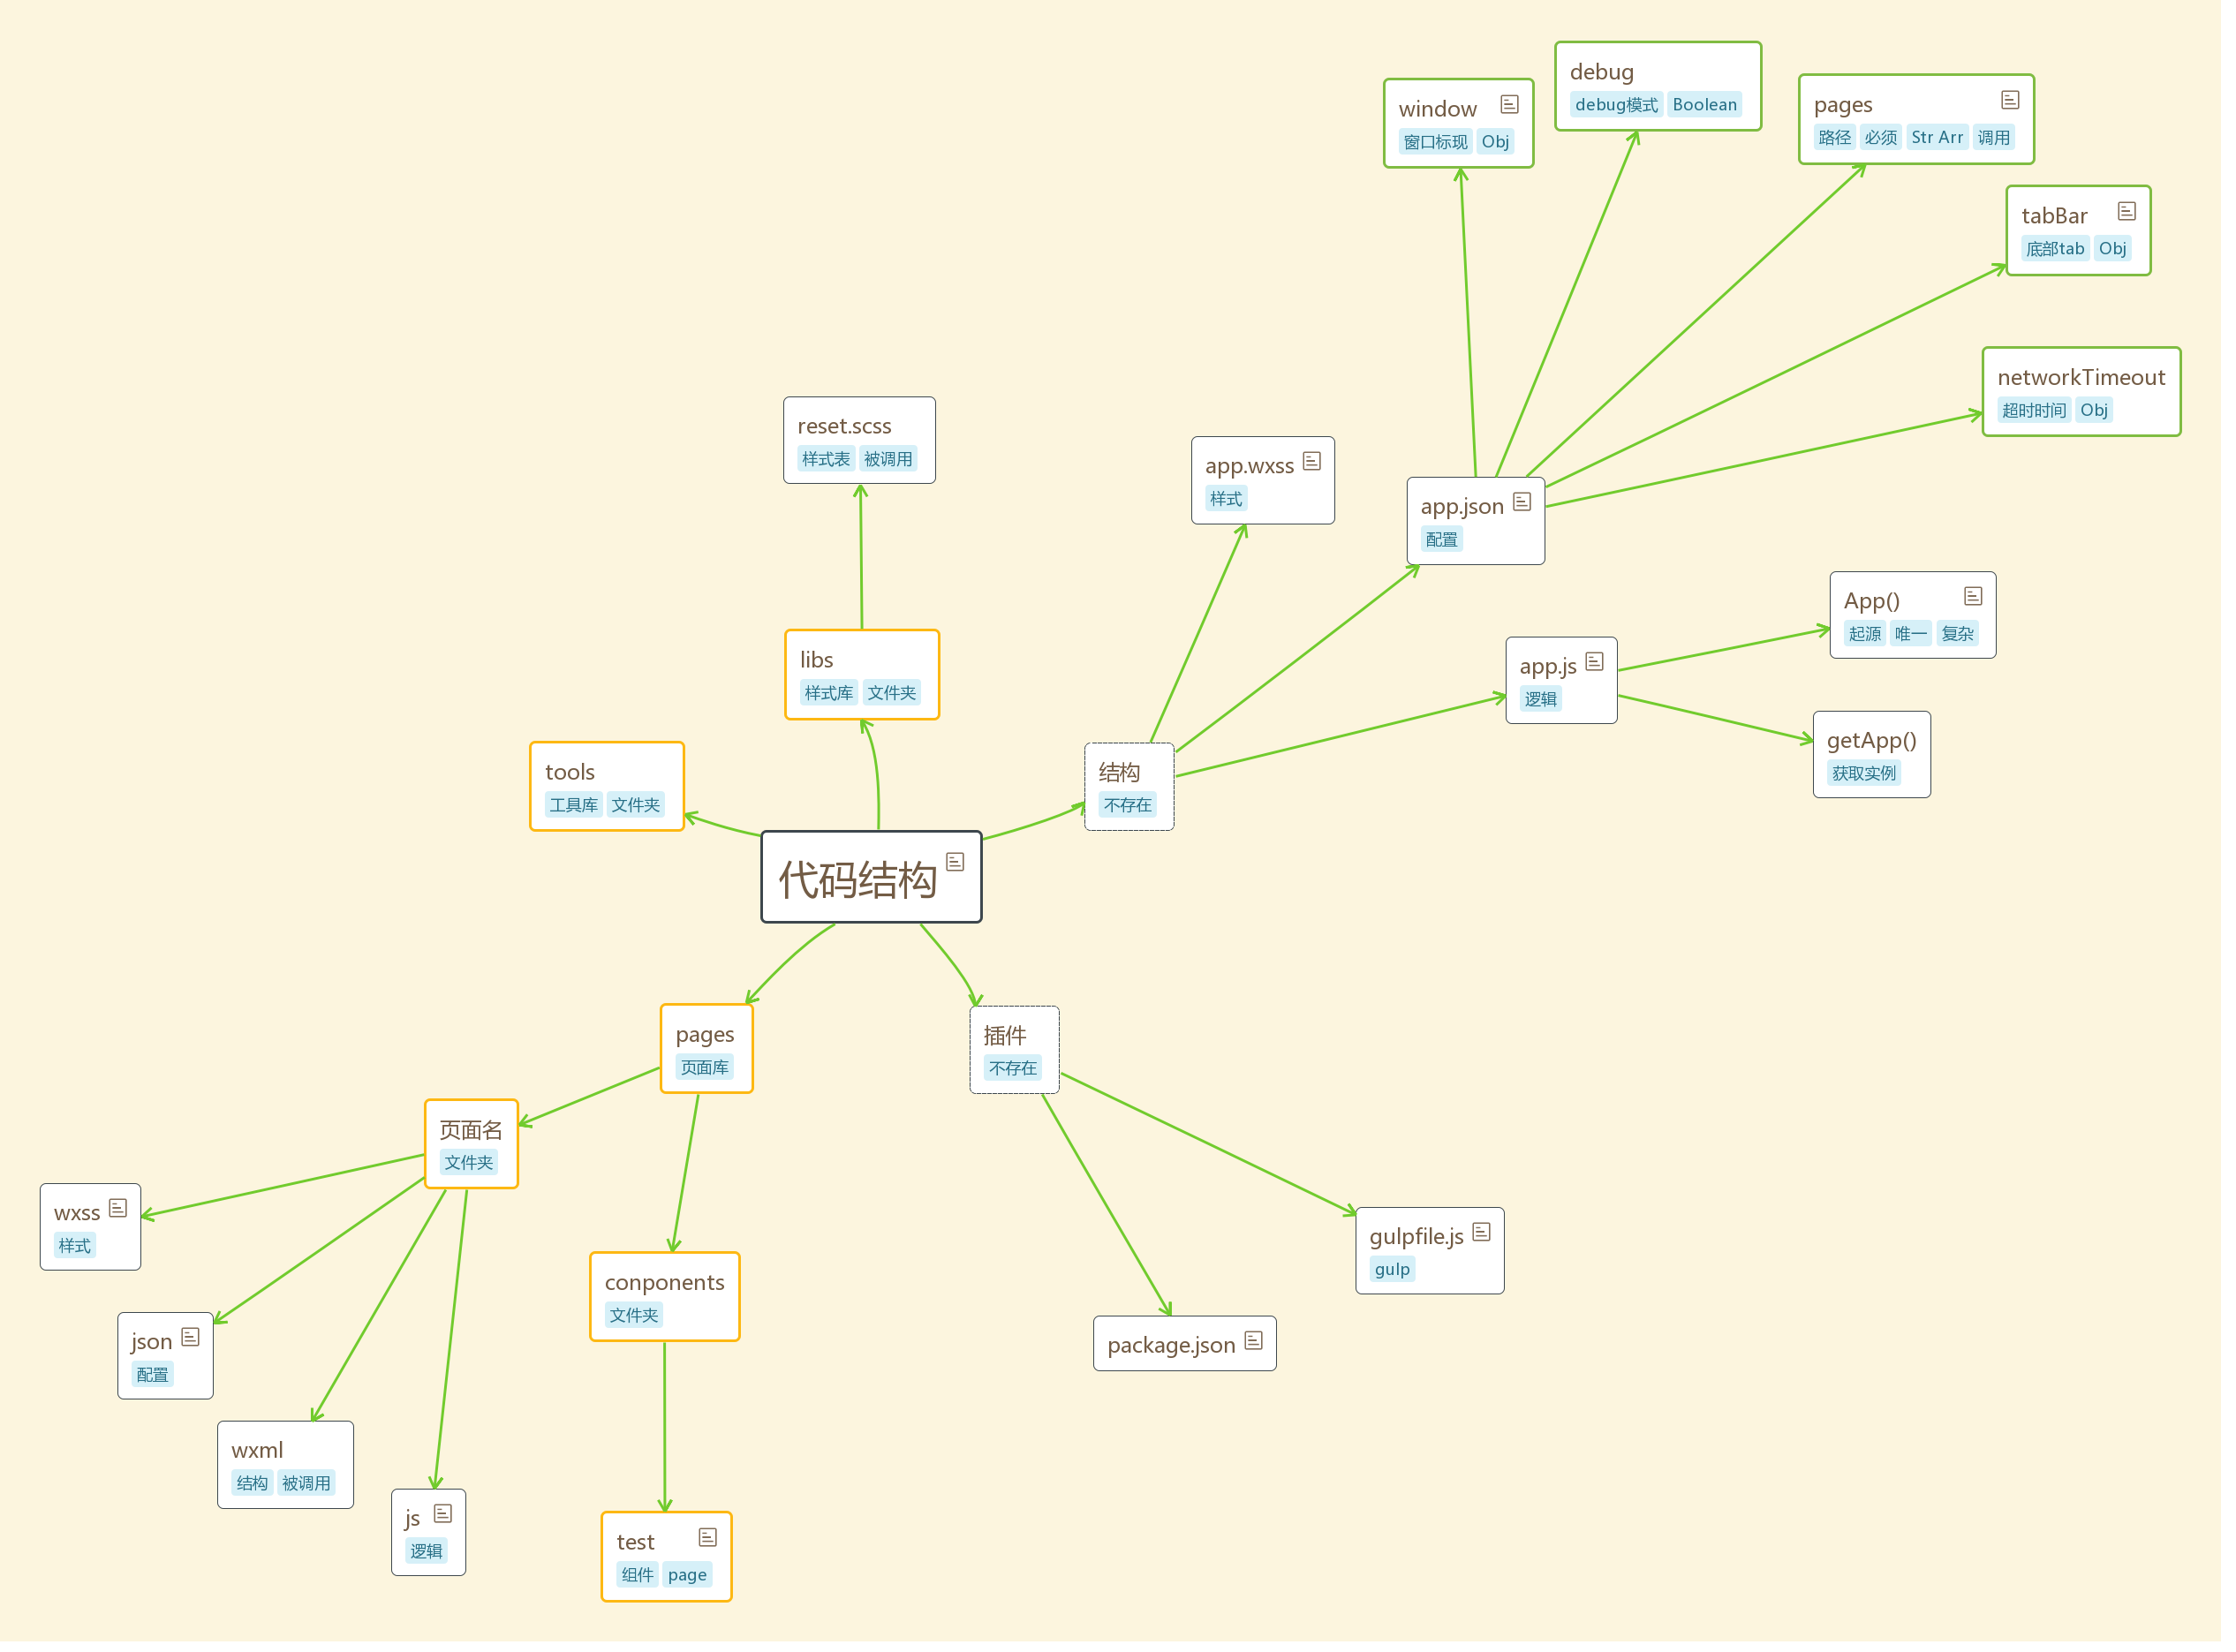 debug
debug模式 Boolean
window
窗口标现 Obj
pages
路径 必须 Str Arr 调用
tabBar
底部tab Obj
networkTimeout
超时时间 Obj
reset.scss
样式表 被调用
app.wxss
样式
app.json
配置
App()
起源 唯一 复杂
libs
样式库 文件夹
app.js
逻辑
getApp()
获取实例
tools
工具库 文件夹
结构
不存在
代码结构
pages
页面库
插件
不存在
页面名
文件夹
wxss
样式
gulpfile.js
gulp
conponents
文件夹
json
配置
package.json
wxml
结构 被调用
js
逻辑
test
组件 page